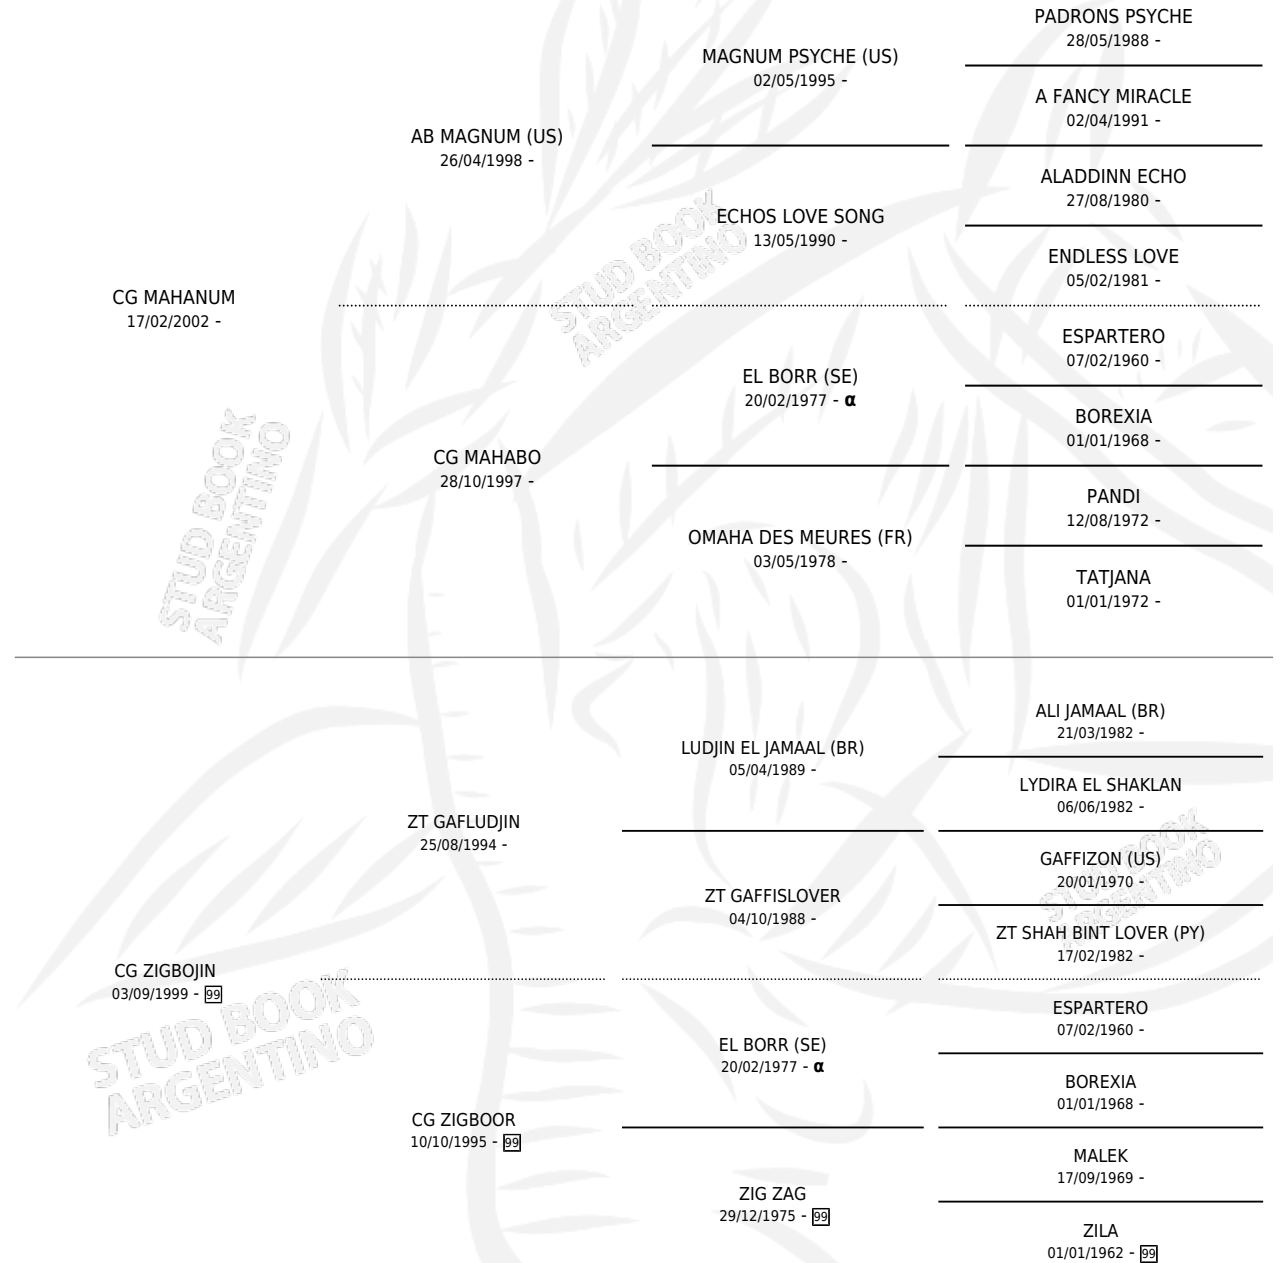 PADRONS PSYCHE
28/05/1988 -
MAGNUM PSYCHE (US)
02/05/1995 -
A FANCY MIRACLE
02/04/1991 -
AB MAGNUM (US)
26/04/1998 -
ALADDINN ECHO
27/08/1980 -
ECHOS LOVE SONG
13/05/1990 -
ENDLESS LOVE
05/02/1981 -
CG MAHANUM
17/02/2002 -
ESPARTERO
07/02/1960 -
EL BORR (SE)
20/02/1977 - α
BOREXIA
01/01/1968 -
CG MAHABO
28/10/1997 -
PANDI
12/08/1972 -
OMAHA DES MEURES (FR)
03/05/1978 -
TATJANA
01/01/1972 -
STUD BOOK
ARGENTINO
STUD BOOK
ARGENTINO
ALI JAMAAL (BR)
21/03/1982 -
LUDJIN EL JAMAAL (BR)
05/04/1989 -
LYDIRA EL SHAKLAN
06/06/1982 -
ZT GAFLUDJIN
25/08/1994 -
GAFFIZON (US)
20/01/1970 -
ZT GAFFISLOVER
04/10/1988 -
ZT SHAH BINT LOVER (PY)
17/02/1982 -
CG ZIGBOJIN
03/09/1999 - 99
ESPARTERO
07/02/1960 -
EL BORR (SE)
20/02/1977 - α
BOREXIA
01/01/1968 -
CG ZIGBOOR
10/10/1995 - 99
MALEK
17/09/1969 -
ZIG ZAG
29/12/1975 - 99
ZILA
01/01/1962 - 99
STUD BOOK
ARGENTINO
STUD BOOK
ARGENTINO